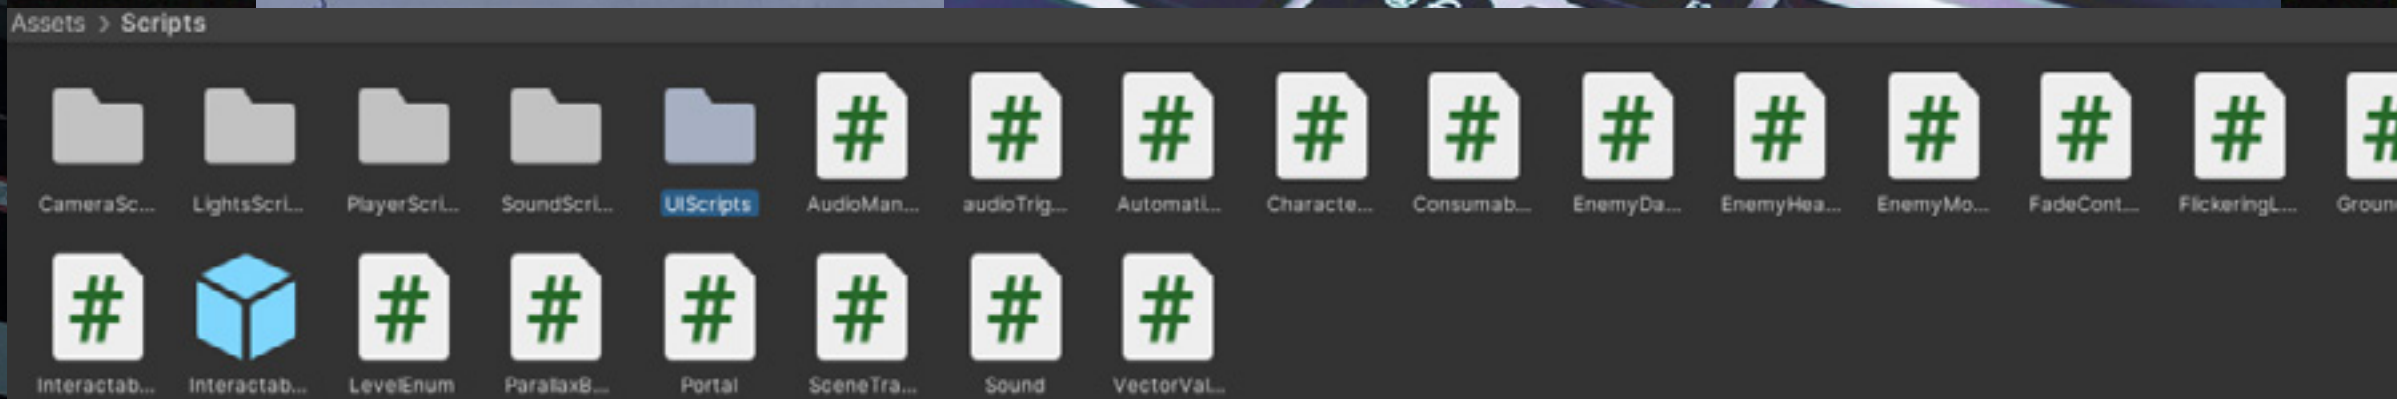 Assets > Scripts
CameraSc... LightsScri... PlayerScri... SoundScri... UIScripts AudioMan... audioTrig... Automati... Characte... Consumab... EnemyDa... EnemyHea... EnemyMo... FadeCont... FlickeringL... Groun
Interactab... Interactab... LevelEnum ParallaxB... Portal SceneTra... Sound VectorVal...